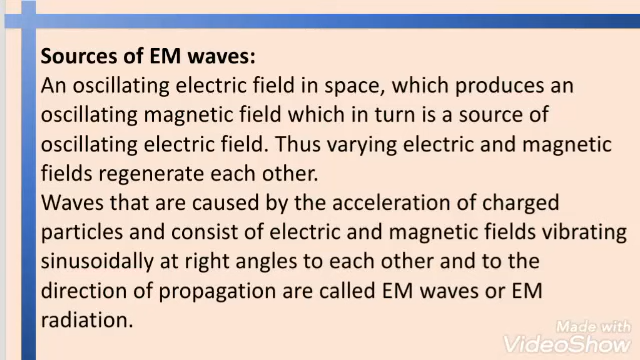 Sources of EM waves:
An oscillating electric field in space, which produces an
oscillating magnetic field which in turn is a source of
oscillating electric field. Thus varying electric and magnetic
fields regenerate each other.
Waves that are caused by the acceleration of charged
particles and consist of electric and magnetic fields vibrating
sinusoidally at right angles to each other and to the
direction of propagation are called EM waves or EM
radiation.
Made with
VideoShow